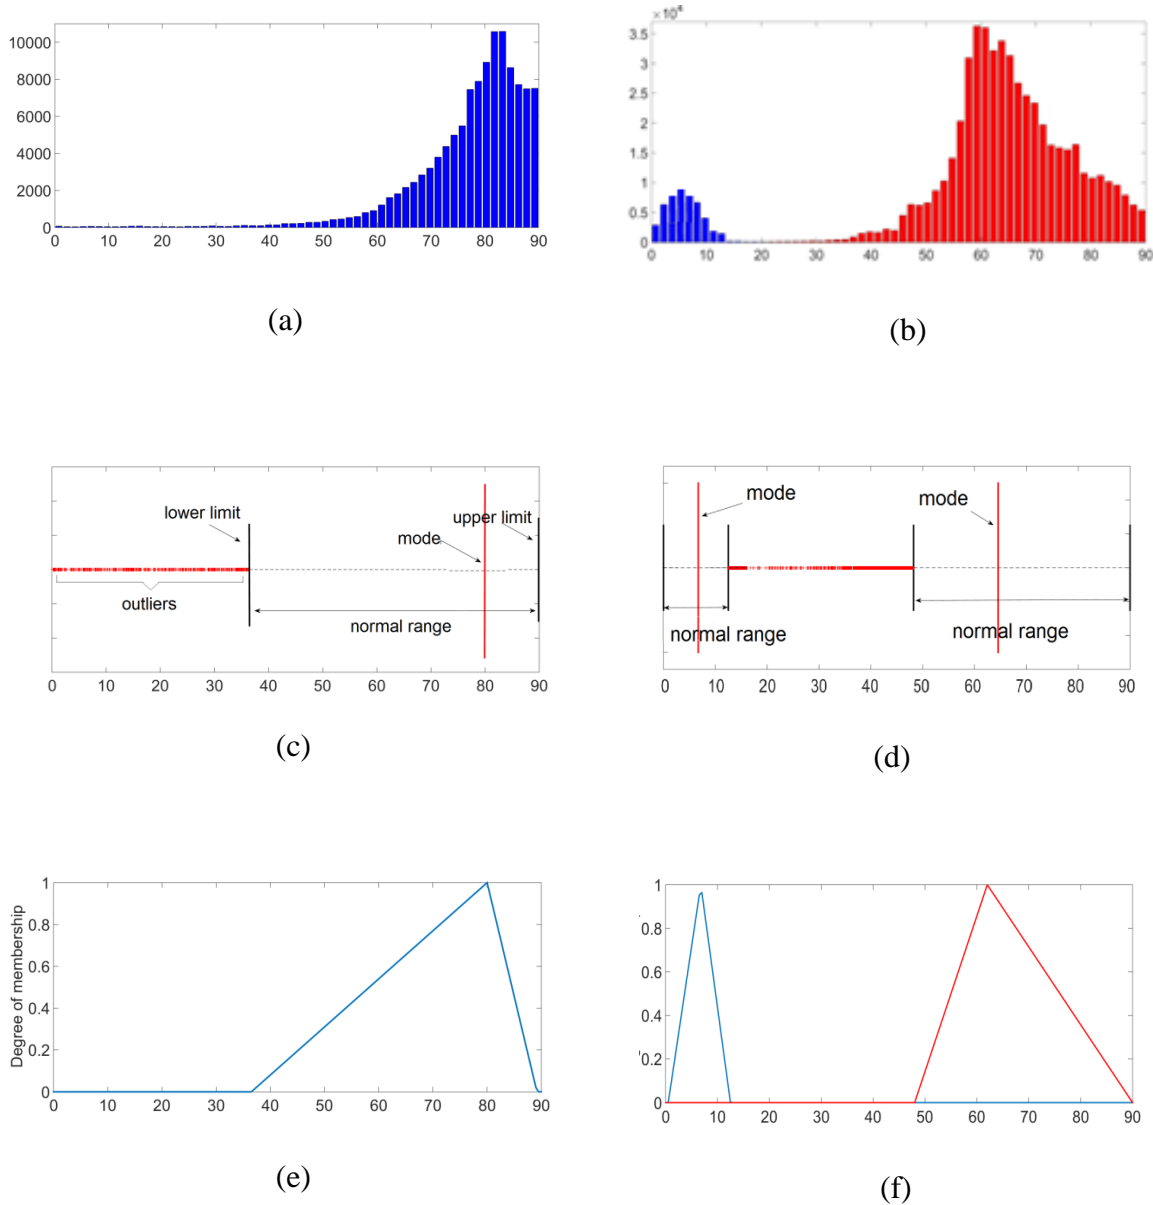 10000
8000
6000
4000
2000
0
0 10 20 30 40 50 60 70 80 90
(a)
×10⁶
3.5
3
2.5
2
1.5
1
0.5
0
0 10 20 30 40 50 60 70 80 90
(b)
lower limit
upper limit
mode
outliers
normal range
0 10 20 30 40 50 60 70 80 90
(c)
mode
mode
normal range
normal range
0 10 20 30 40 50 60 70 80 90
(d)
Degree of membership
1
0.8
0.6
0.4
0.2
0
0 10 20 30 40 50 60 70 80 90
(e)
1
0.8
0.6
0.4
0.2
0
0 10 20 30 40 50 60 70 80 90
(f)